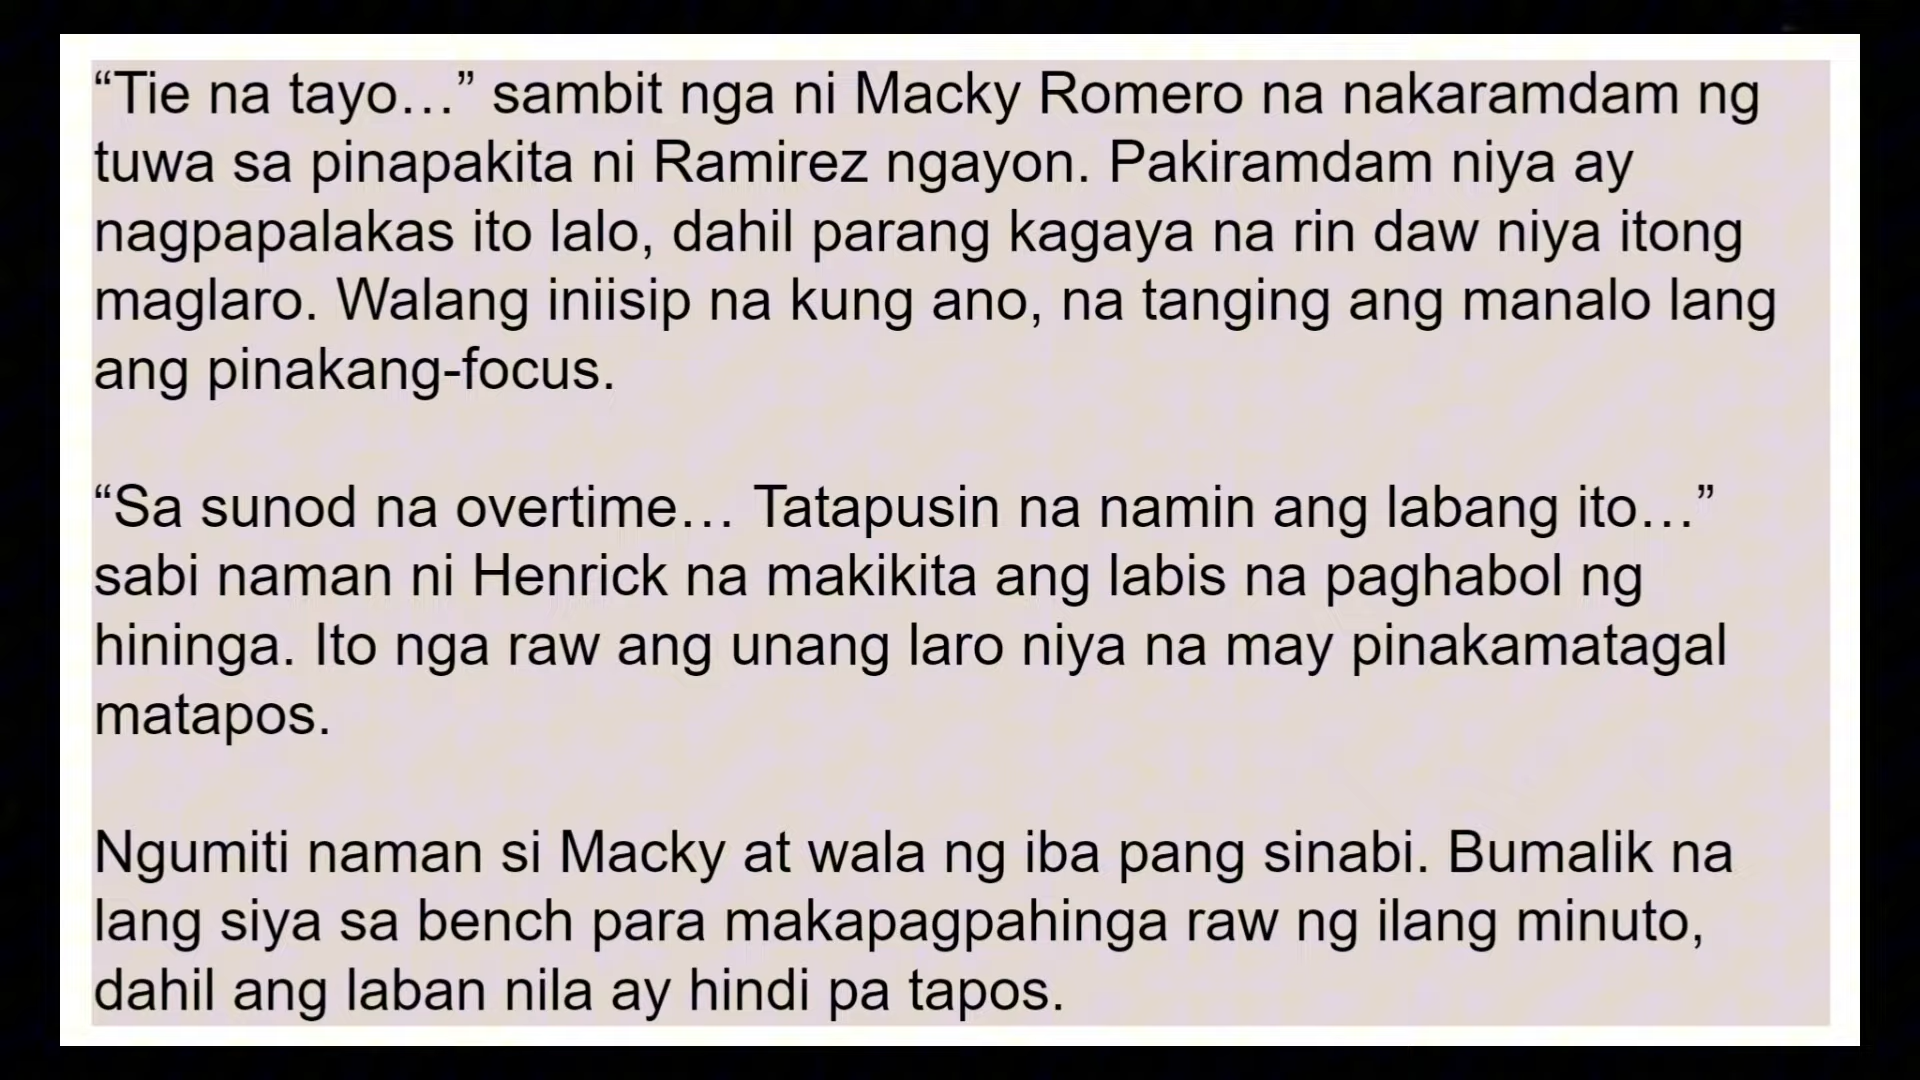 “Tie na tayo…” sambit nga ni Macky Romero na nakaramdam ng
tuwa sa pinapakita ni Ramirez ngayon. Pakiramdam niya ay
nagpapalakas ito lalo, dahil parang kagaya na rin daw niya itong
maglaro. Walang iniisip na kung ano, na tanging ang manalo lang
ang pinakang-focus.
“Sa sunod na overtime… Tatapusin na namin ang labang ito…”
sabi naman ni Henrick na makikita ang labis na paghabol ng
hininga. Ito nga raw ang unang laro niya na may pinakamatagal
matapos.
Ngumiti naman si Macky at wala ng iba pang sinabi. Bumalik na
lang siya sa bench para makapagpahinga raw ng ilang minuto,
dahil ang laban nila ay hindi pa tapos.